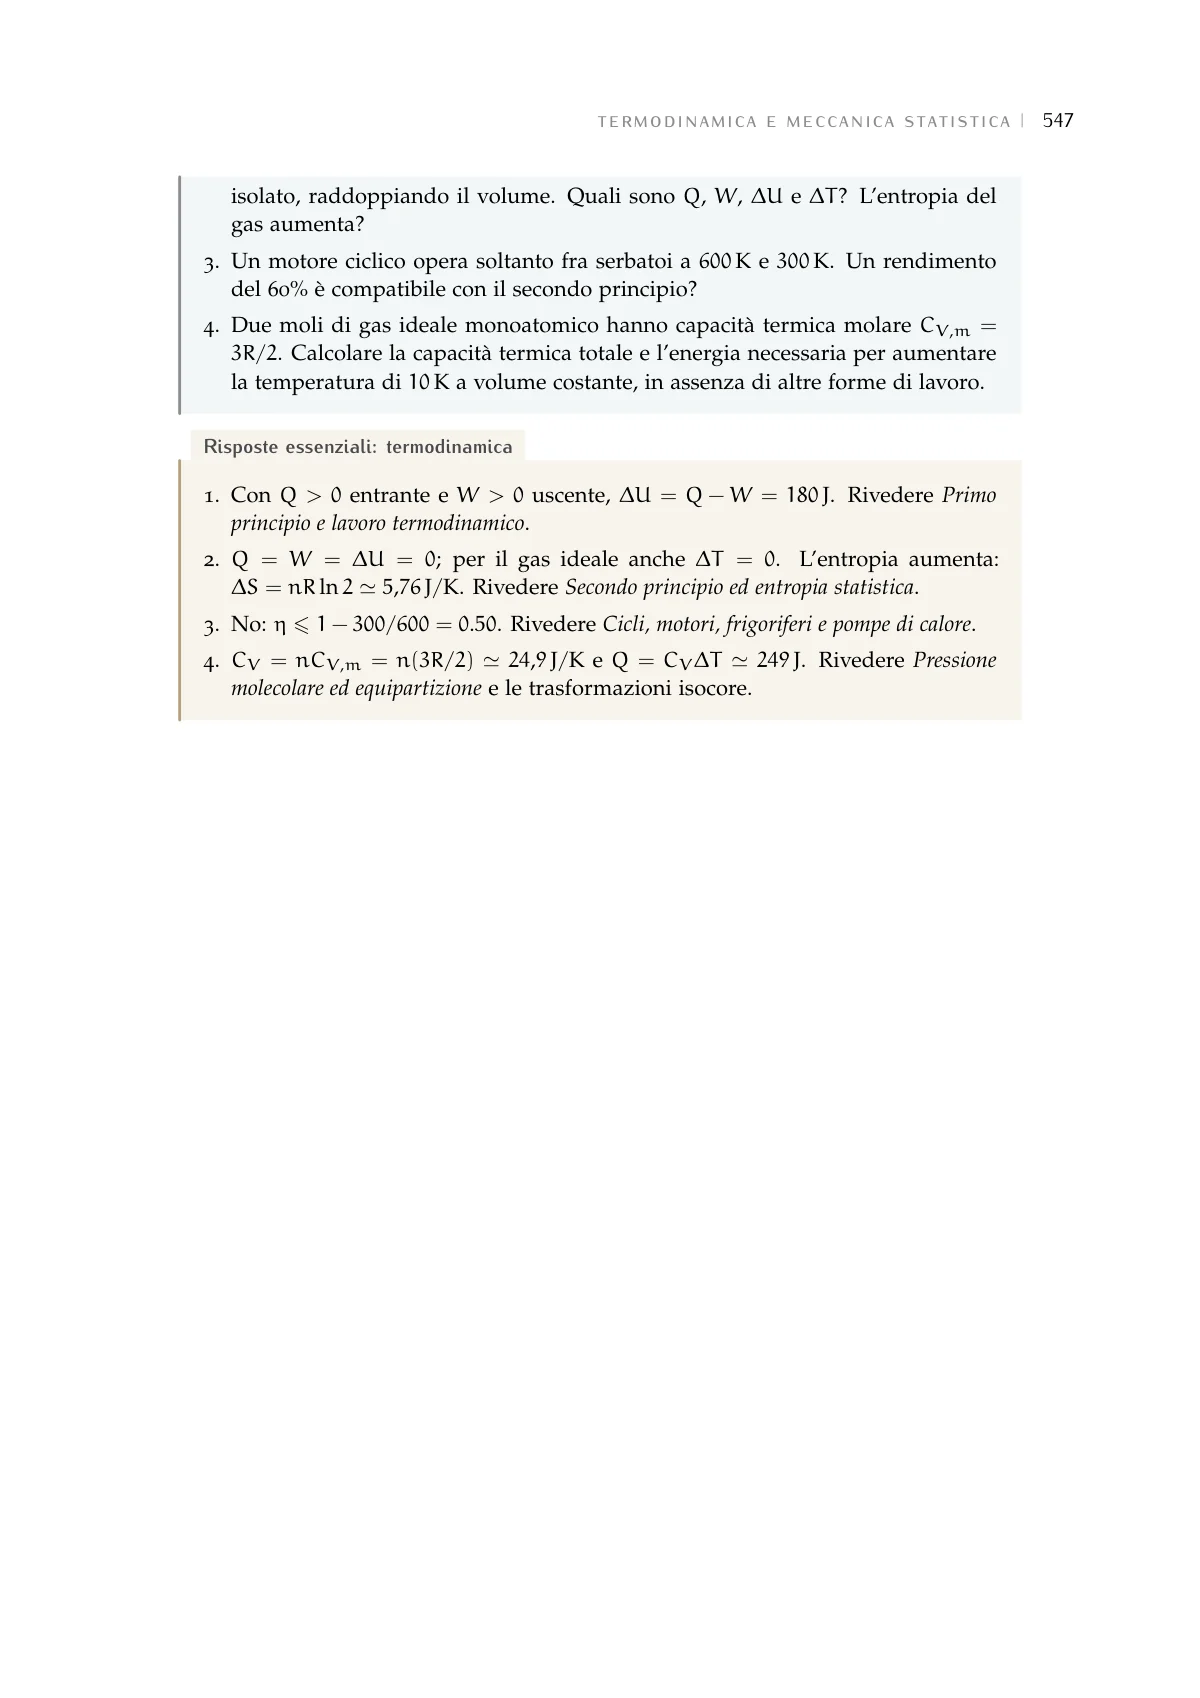 TERMODINAMICA E MECCANICA STATISTICA | 547
isolato, raddoppiando il volume. Quali sono Q, W, ΔU e ΔT? L’entropia del
gas aumenta?
3. Un motore ciclico opera soltanto fra serbatoi a 600 K e 300 K. Un rendimento
del 60% è compatibile con il secondo principio?
4. Due moli di gas ideale monoatomico hanno capacità termica molare C_{V,m} =
3R/2. Calcolare la capacità termica totale e l’energia necessaria per aumentare
la temperatura di 10 K a volume costante, in assenza di altre forme di lavoro.
Risposte essenziali: termodinamica
1. Con Q > 0 entrante e W > 0 uscente, ΔU = Q − W = 180 J. Rivedere Primo
principio e lavoro termodinamico.
2. Q = W = ΔU = 0; per il gas ideale anche ΔT = 0. L’entropia aumenta:
ΔS = nR ln 2 ≃ 5,76 J/K. Rivedere Secondo principio ed entropia statistica.
3. No: η ⩽ 1 − 300/600 = 0.50. Rivedere Cicli, motori, frigoriferi e pompe di calore.
4. C_V = nC_{V,m} = n(3R/2) ≃ 24,9 J/K e Q = C_VΔT ≃ 249 J. Rivedere Pressione
molecolare ed equipartizione e le trasformazioni isocore.